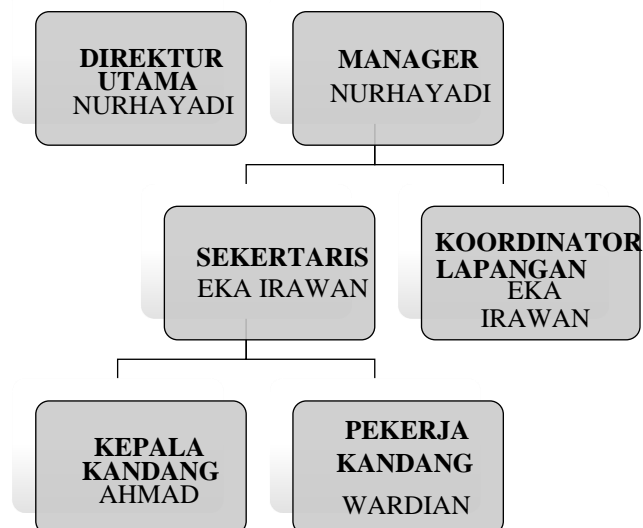 DIREKTUR
UTAMA
NURHAYADI
MANAGER
NURHAYADI
SEKERTARIS
EKA IRAWAN
KOORDINATOR
LAPANGAN
EKA
IRAWAN
KEPALA
KANDANG
AHMAD
PEKERJA
KANDANG
WARDIAN